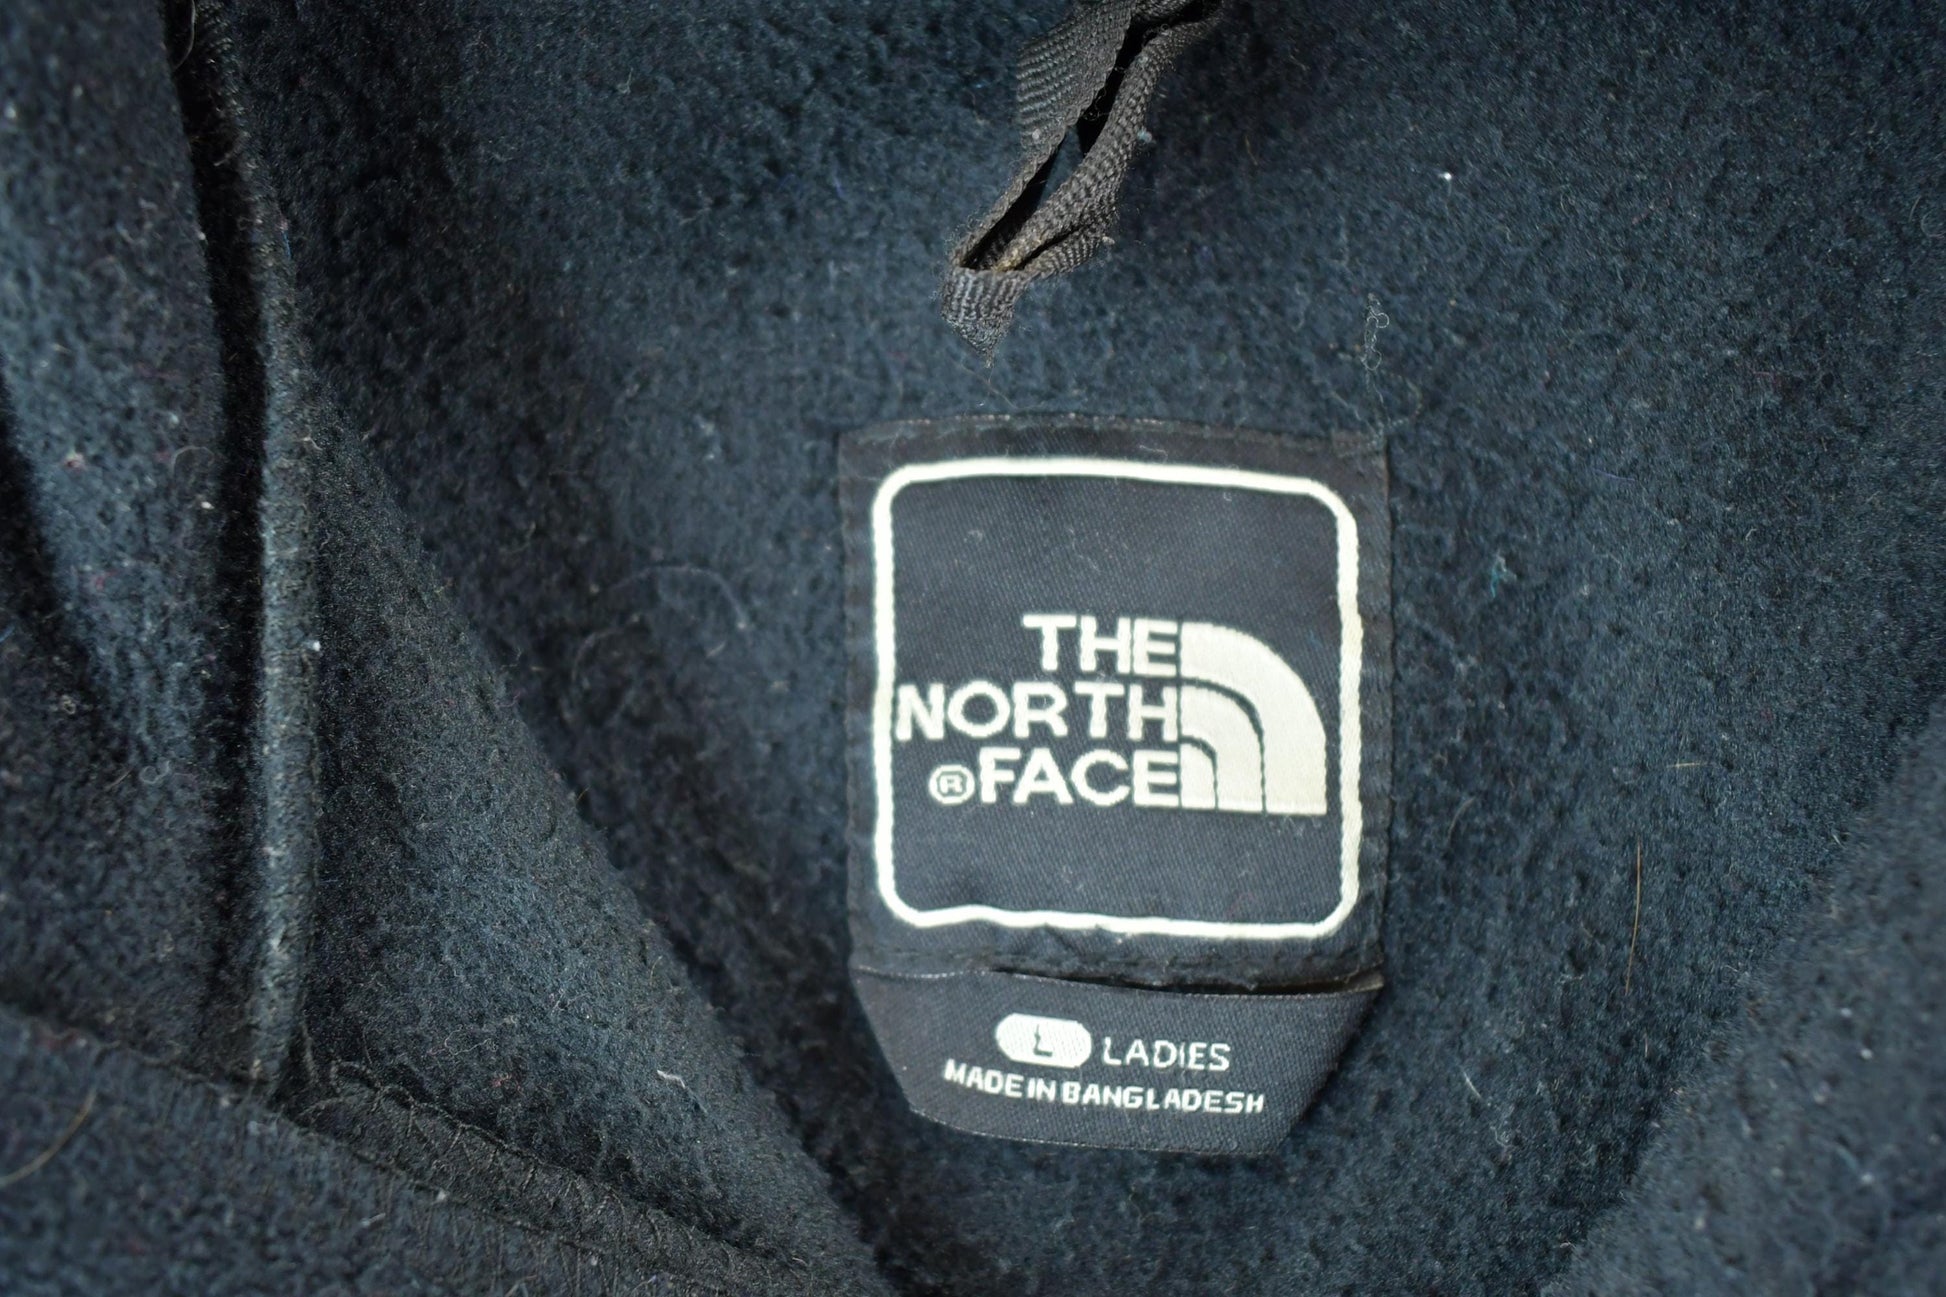 THE
NORTH
®FACE
L LADIES
MADE IN BANGLADESH